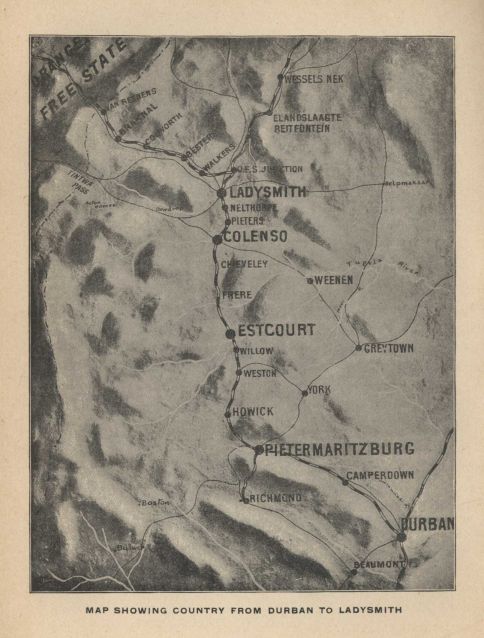 ORANGE
FREE STATE
WESSELS NEK
VAN REENENS
BRAKHAL
ELANDSLAAGTE
REITFONTEIN
BESTERS
WALKERS
O.F.S. JUNCTION
TINTWA
PASS
LADYSMITH
Helpmakaar
NELTHORPE
PIETERS
COLENSO
CHIEVELEY
Tugela River
WEENEN
FRERE
ESTCOURT
WILLOW
GREYTOWN
WESTON
YORK
HOWICK
PIETERMARITZBURG
CAMPERDOWN
RICHMOND
Boston
DURBAN
Bulwer
BEAUMONT
MAP SHOWING COUNTRY FROM DURBAN TO LADYSMITH